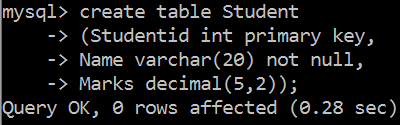 mysql> create table Student
    -> (Studentid int primary key,
    -> Name varchar(20) not null,
    -> Marks decimal(5,2));
Query OK, 0 rows affected (0.28 sec)